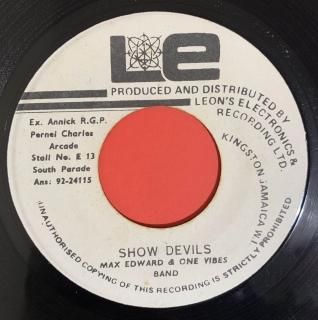 Le
PRODUCED AND DISTRIBUTED BY
LEON'S ELECTRONICS &
RECORDING LTD.
KINGSTON JAMAICA W.I
Ex. Annick R.G.P.
Pernel Charles
Arcade
Stall No. E 13
South Parade
Ans: 92-24115
SHOW DEVILS
MAX EDWARD & ONE VIBES
BAND
UNAUTHORISED COPYING OF THIS RECORDING IS STRICTLY PROHIBITED